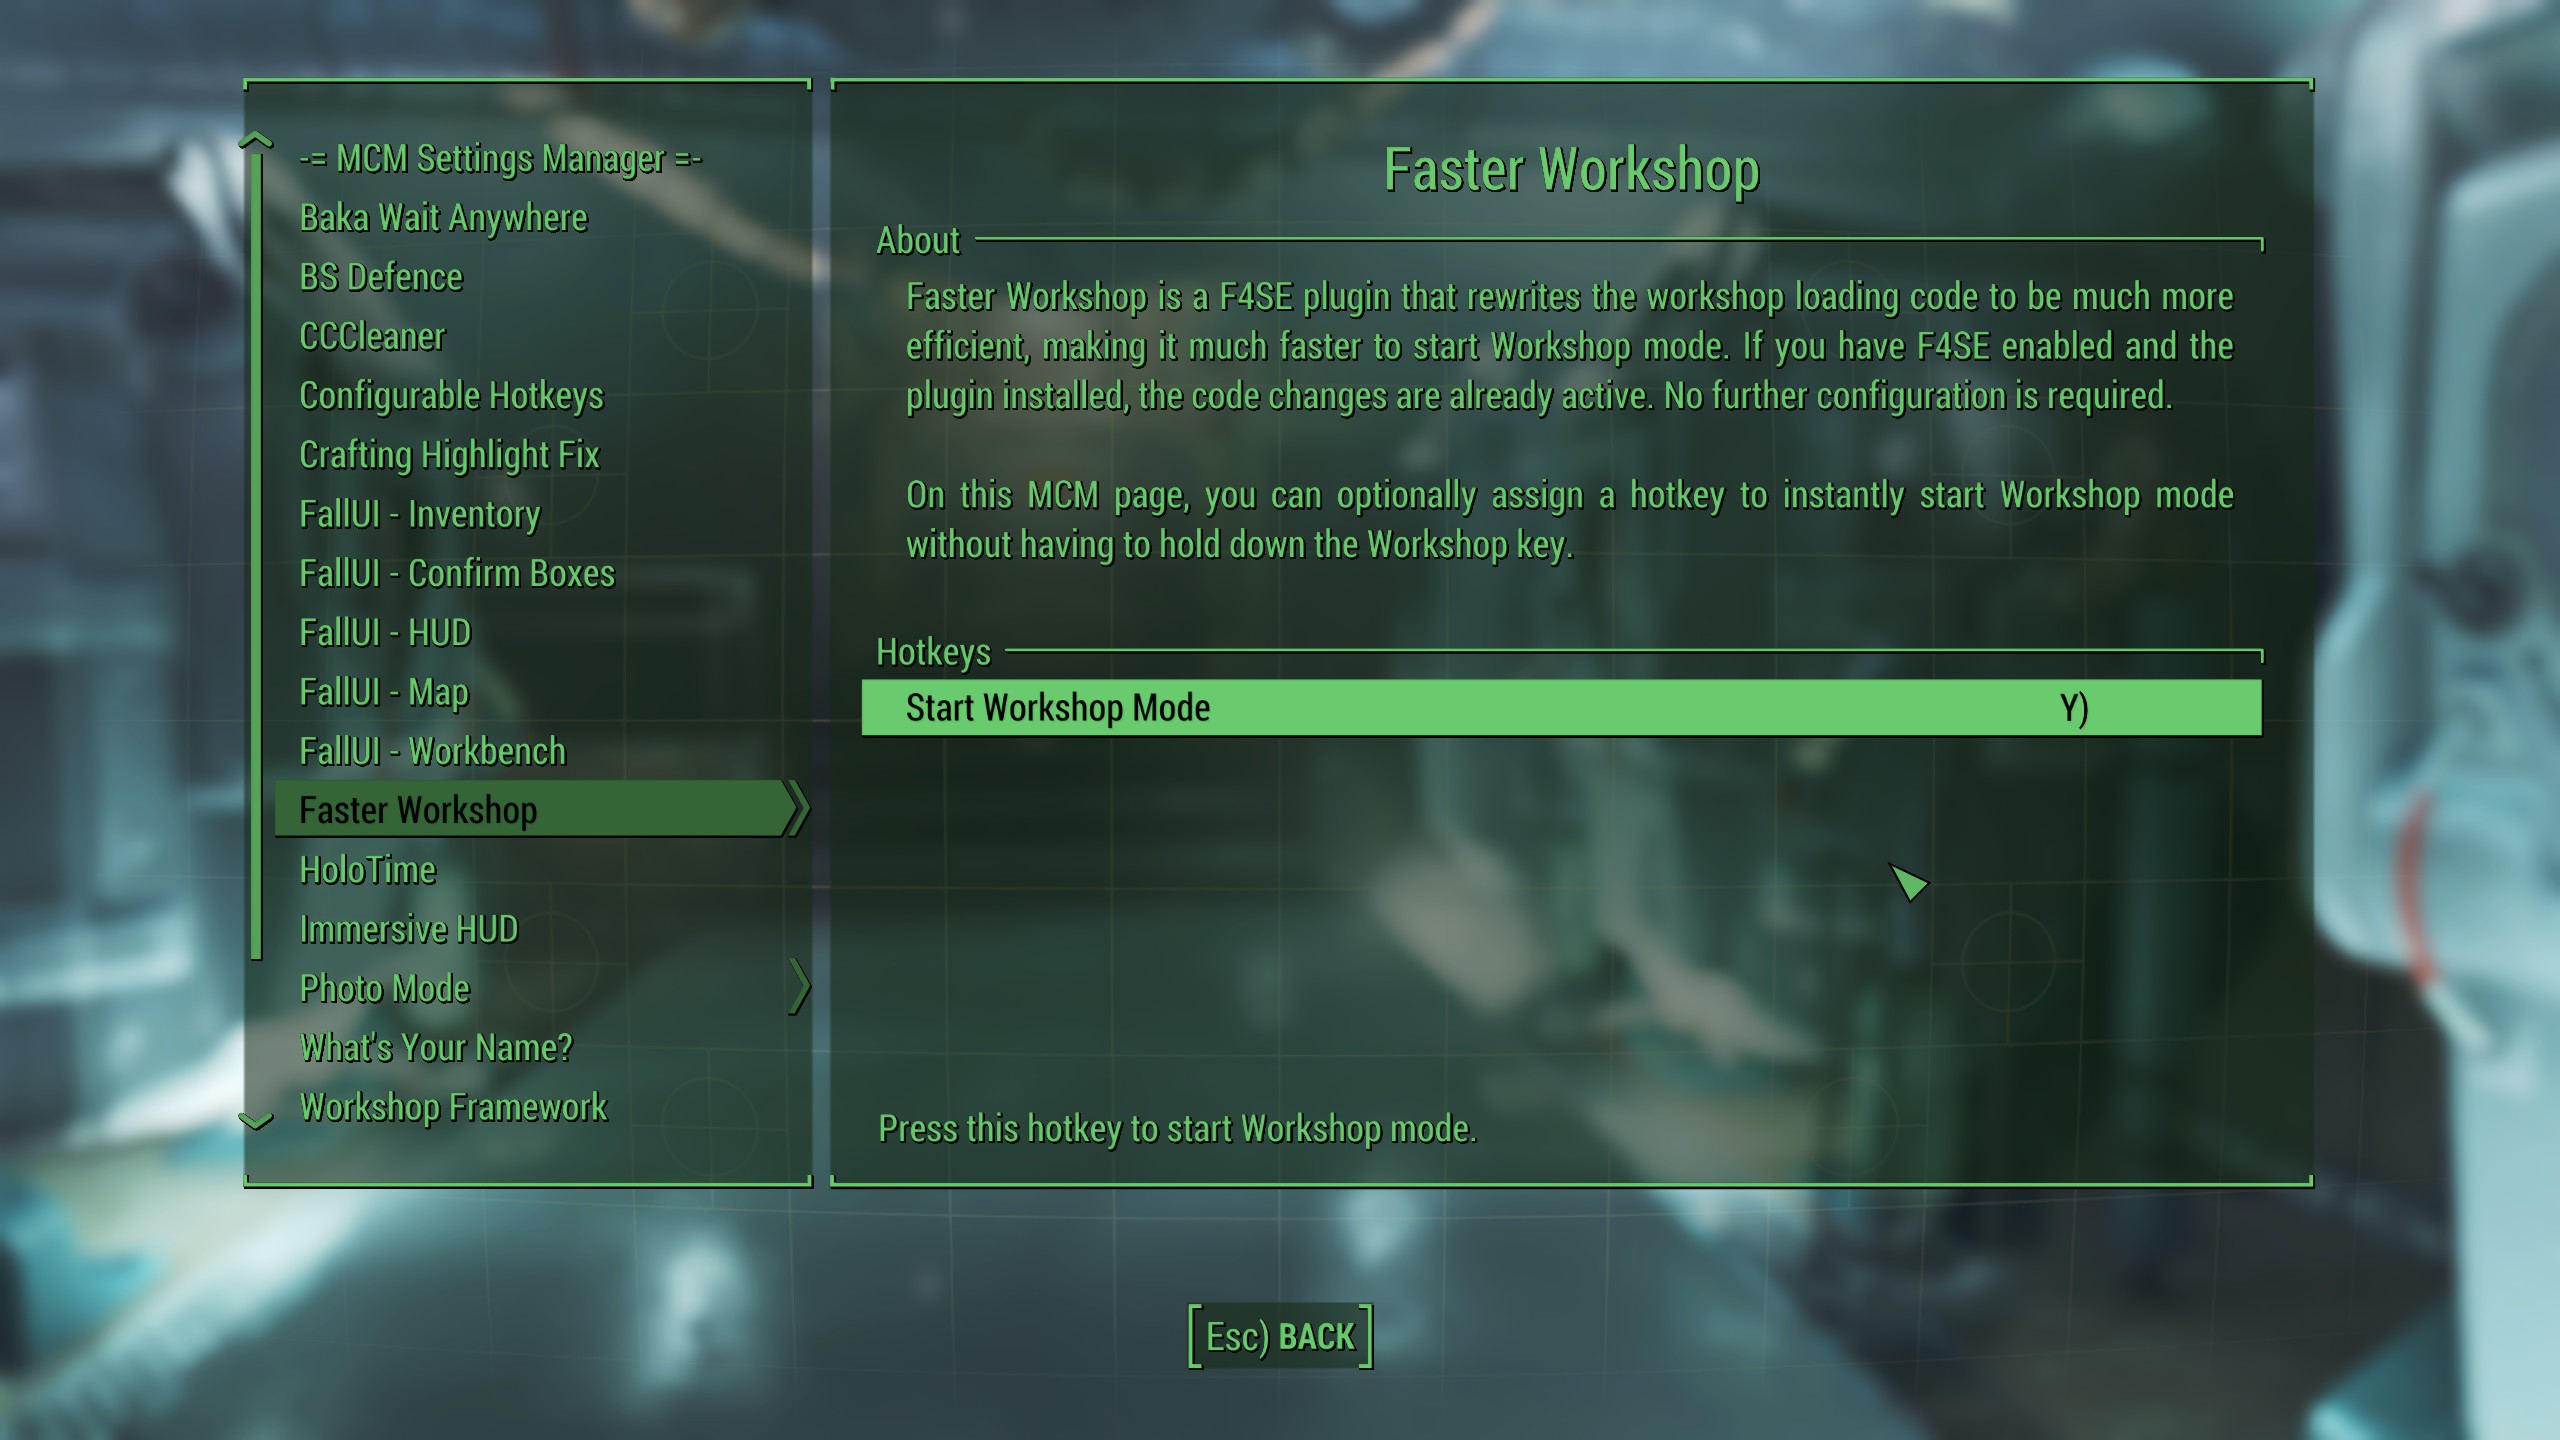 -= MCM Settings Manager =-
Baka Wait Anywhere
BS Defence
CCCleaner
Configurable Hotkeys
Crafting Highlight Fix
FallUI - Inventory
FallUI - Confirm Boxes
FallUI - HUD
FallUI - Map
FallUI - Workbench
Faster Workshop
HoloTime
Immersive HUD
Photo Mode
What's Your Name?
Workshop Framework
Faster Workshop
About
Faster Workshop is a F4SE plugin that rewrites the workshop loading code to be much more
efficient, making it much faster to start Workshop mode. If you have F4SE enabled and the
plugin installed, the code changes are already active. No further configuration is required.
On this MCM page, you can optionally assign a hotkey to instantly start Workshop mode
without having to hold down the Workshop key.
Hotkeys
Start Workshop Mode Y)
Press this hotkey to start Workshop mode.
Esc) BACK